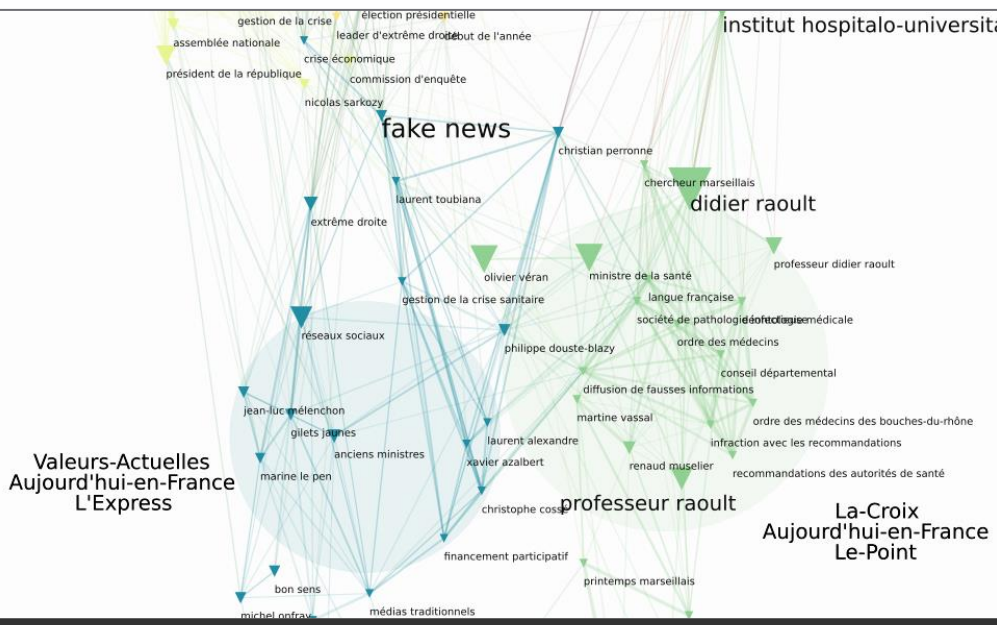 élection présidentielle
gestion de la crise
institut hospitalo-universita
leader d'extrême droite
début de l'année
assemblée nationale
crise économique
président de la république
commission d'enquête
nicolas sarkozy
fake news
christian perronne
chercheur marseillais
laurent toubiana
didier raoult
extrême droite
professeur didier raoult
olivier véran
ministre de la santé
gestion de la crise sanitaire
langue française
société de pathologie infectieuse
médicale
réseaux sociaux
ordre des médecins
philippe douste-blazy
conseil départemental
diffusion de fausses informations
jean-luc mélenchon
martine vassal
ordre des médecins des bouches-du-rhône
gilets jaunes
laurent alexandre
infraction avec les recommandations
anciens ministres
xavier azalbert
renaud muselier
Valeurs-Actuelles
Aujourd'hui-en-France
L'Express
marine le pen
recommandations des autorités de santé
professeur raoult
christophe
La-Croix
Aujourd'hui-en-France
Le-Point
financement participatif
printemps marseillais
bon sens
médias traditionnels
michel onfray